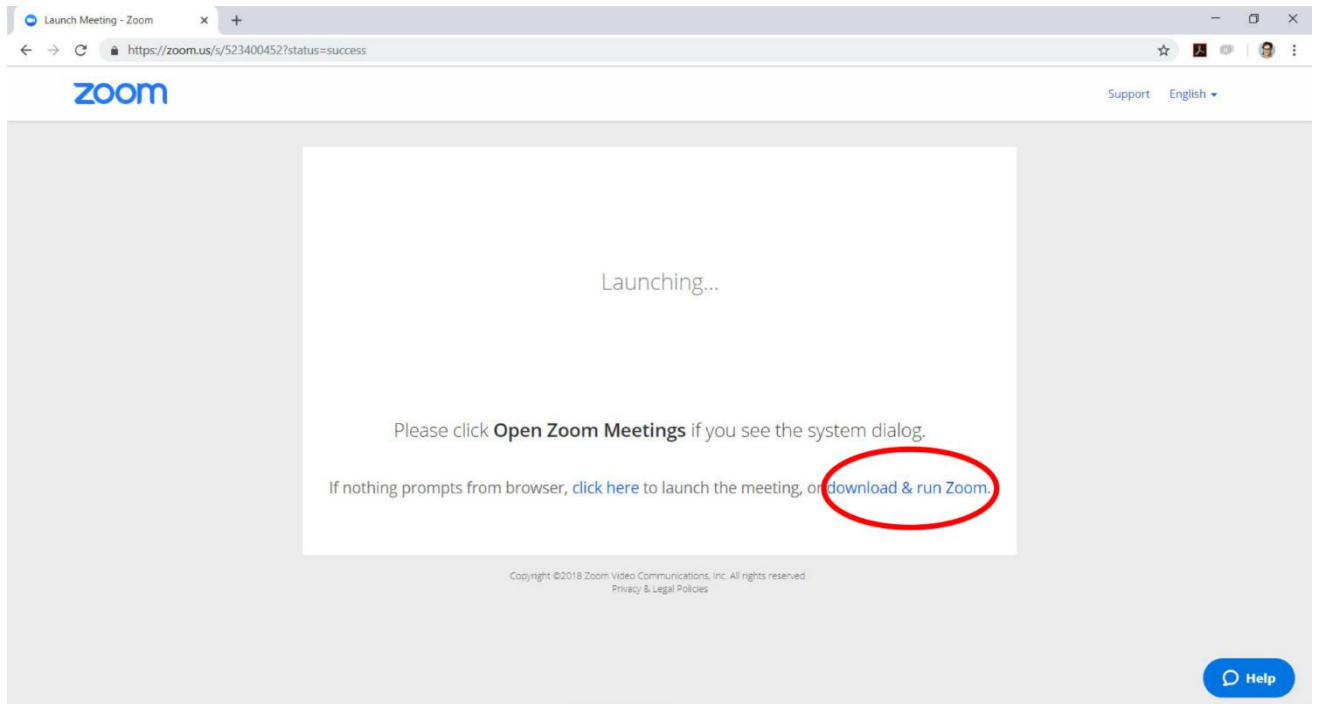 Launch Meeting - Zoom
https://zoom.us/s/523400452?status=success
zoom
Support English
Launching...
Please click Open Zoom Meetings if you see the system dialog.
If nothing prompts from browser, click here to launch the meeting, or download & run Zoom.
Copyright ©2018 Zoom Video Communications, Inc. All rights reserved.
Privacy & Legal Policies
Help